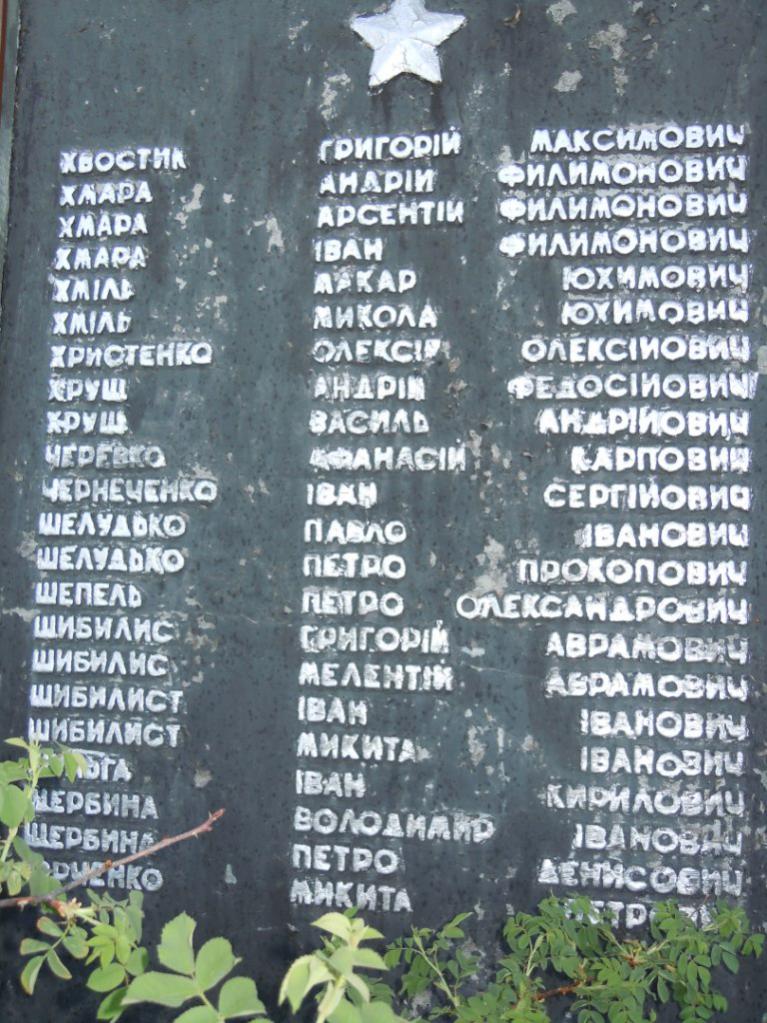 ХВОСТИК ГРИГОРІЙ МАКСИМОВИЧ
ХМАРА АНДРІЙ ФИЛИМОНОВИЧ
ХМАРА АРСЕНТІЙ ФИЛИМОНОВИЧ
ХМАРА ІВАН ФИЛИМОНОВИЧ
ХМІЛЬ МАКАР ЮХИМОВИЧ
ХМІЛЬ МИКОЛА ЮХИМОВИЧ
ХРИСТЕНКО ОЛЕКСІЙ ОЛЕКСІЙОВИЧ
ХРУЩ АНДРІЙ ФЕДОСІЙОВИЧ
ХРУЩ ВАСИЛЬ АНДРІЙОВИЧ
ЧЕРЕВКО АФАНАСІЙ КАРПОВИЧ
ЧЕРНЕЧЕНКО ІВАН СЕРГІЙОВИЧ
ШЕЛУДЬКО ПАВЛО ІВАНОВИЧ
ШЕЛУДЬКО ПЕТРО ПРОКОПОВИЧ
ШЕПЕЛЬ ПЕТРО ОЛЕКСАНДРОВИЧ
ШИБИЛИС ГРИГОРІЙ АВРАМОВИЧ
ШИБИЛИС МЕЛЕНТІЙ АБРАМОВИЧ
ШИБИЛИСТ ІВАН ІВАНОВИЧ
ШИБИЛИСТ МИКИТА ІВАНОВИЧ
ІВАН КИРИЛОВИЧ
ЩЕРБИНА ВОЛОДИМИР ІВАНОВИЧ
ЩЕРБИНА ПЕТРО ДЕНИСОВИЧ
МИКИТА